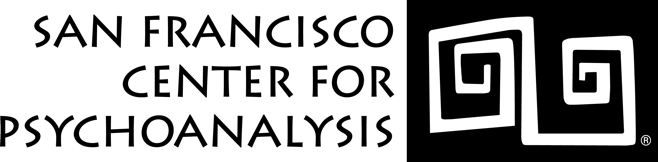 SAN FRANCISCO
CENTER FOR
PSYCHOANALYSIS
®